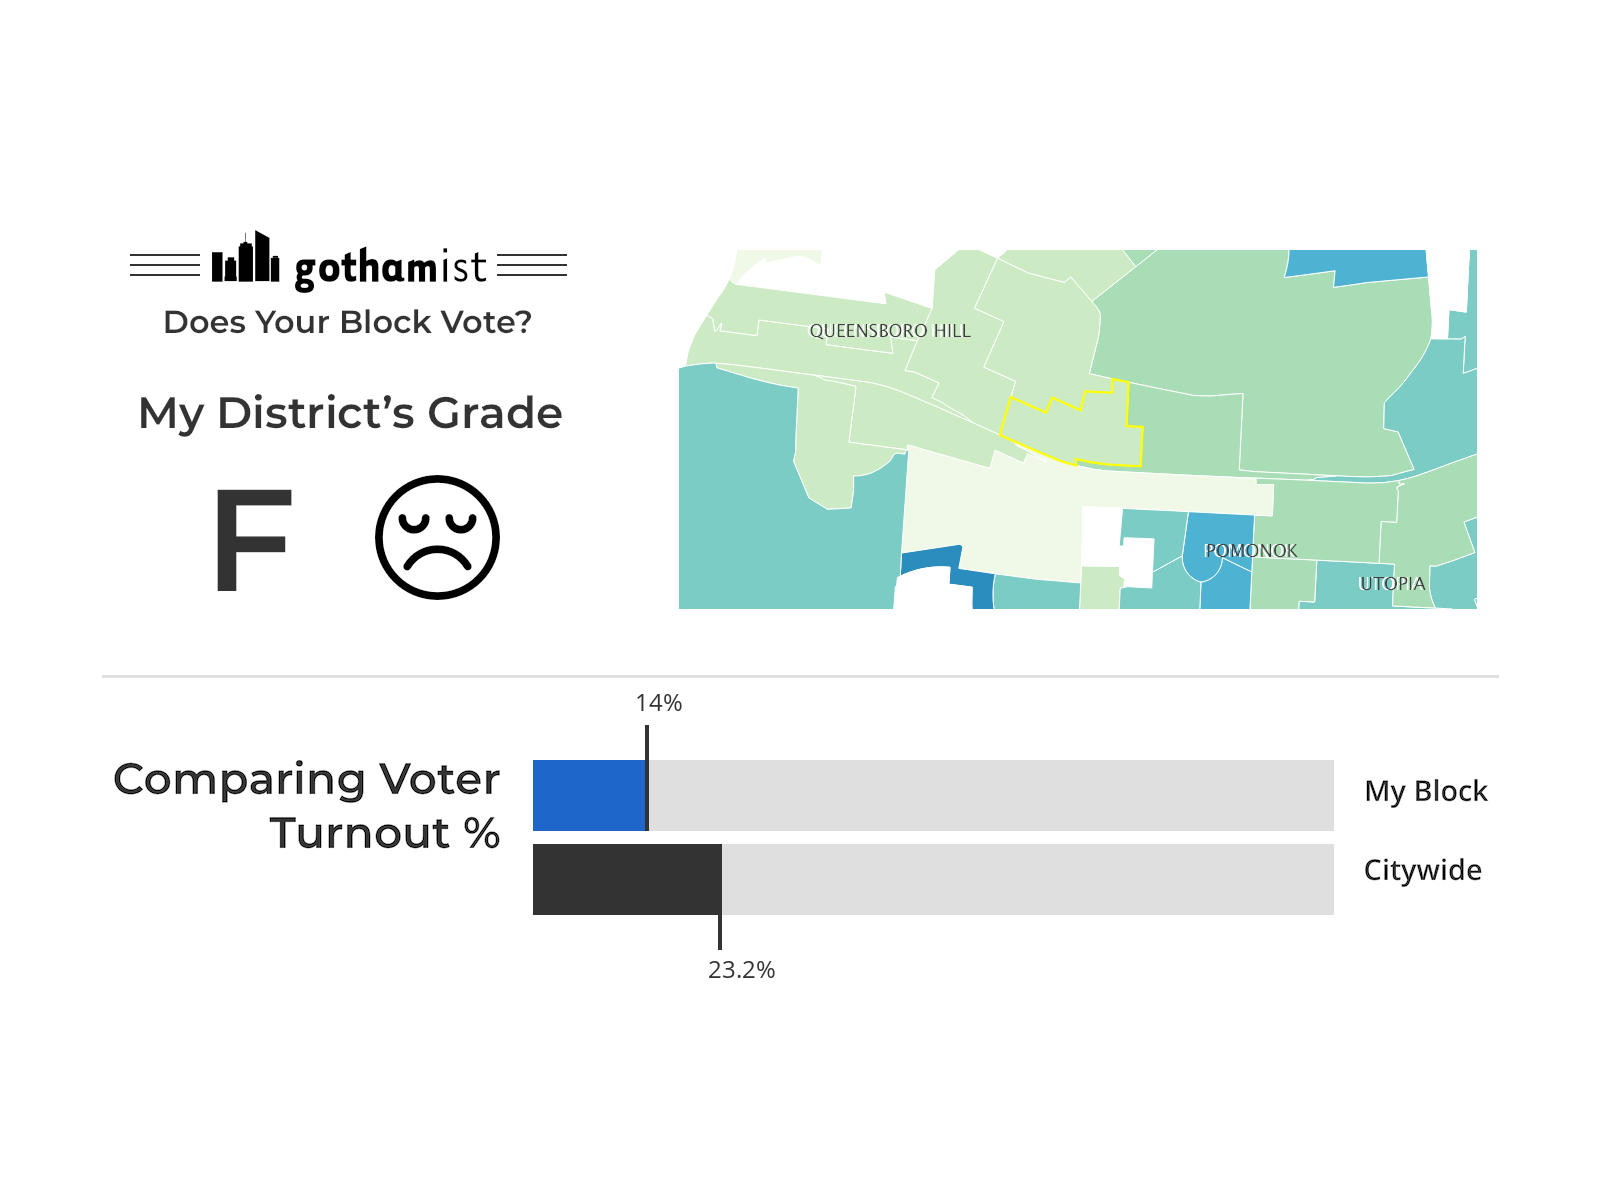 gothamist
Does Your Block Vote?
My District’s Grade
F
QUEENSBORO HILL
POMONOK
UTOPIA
14%
Comparing Voter
Turnout %
My Block
Citywide
23.2%